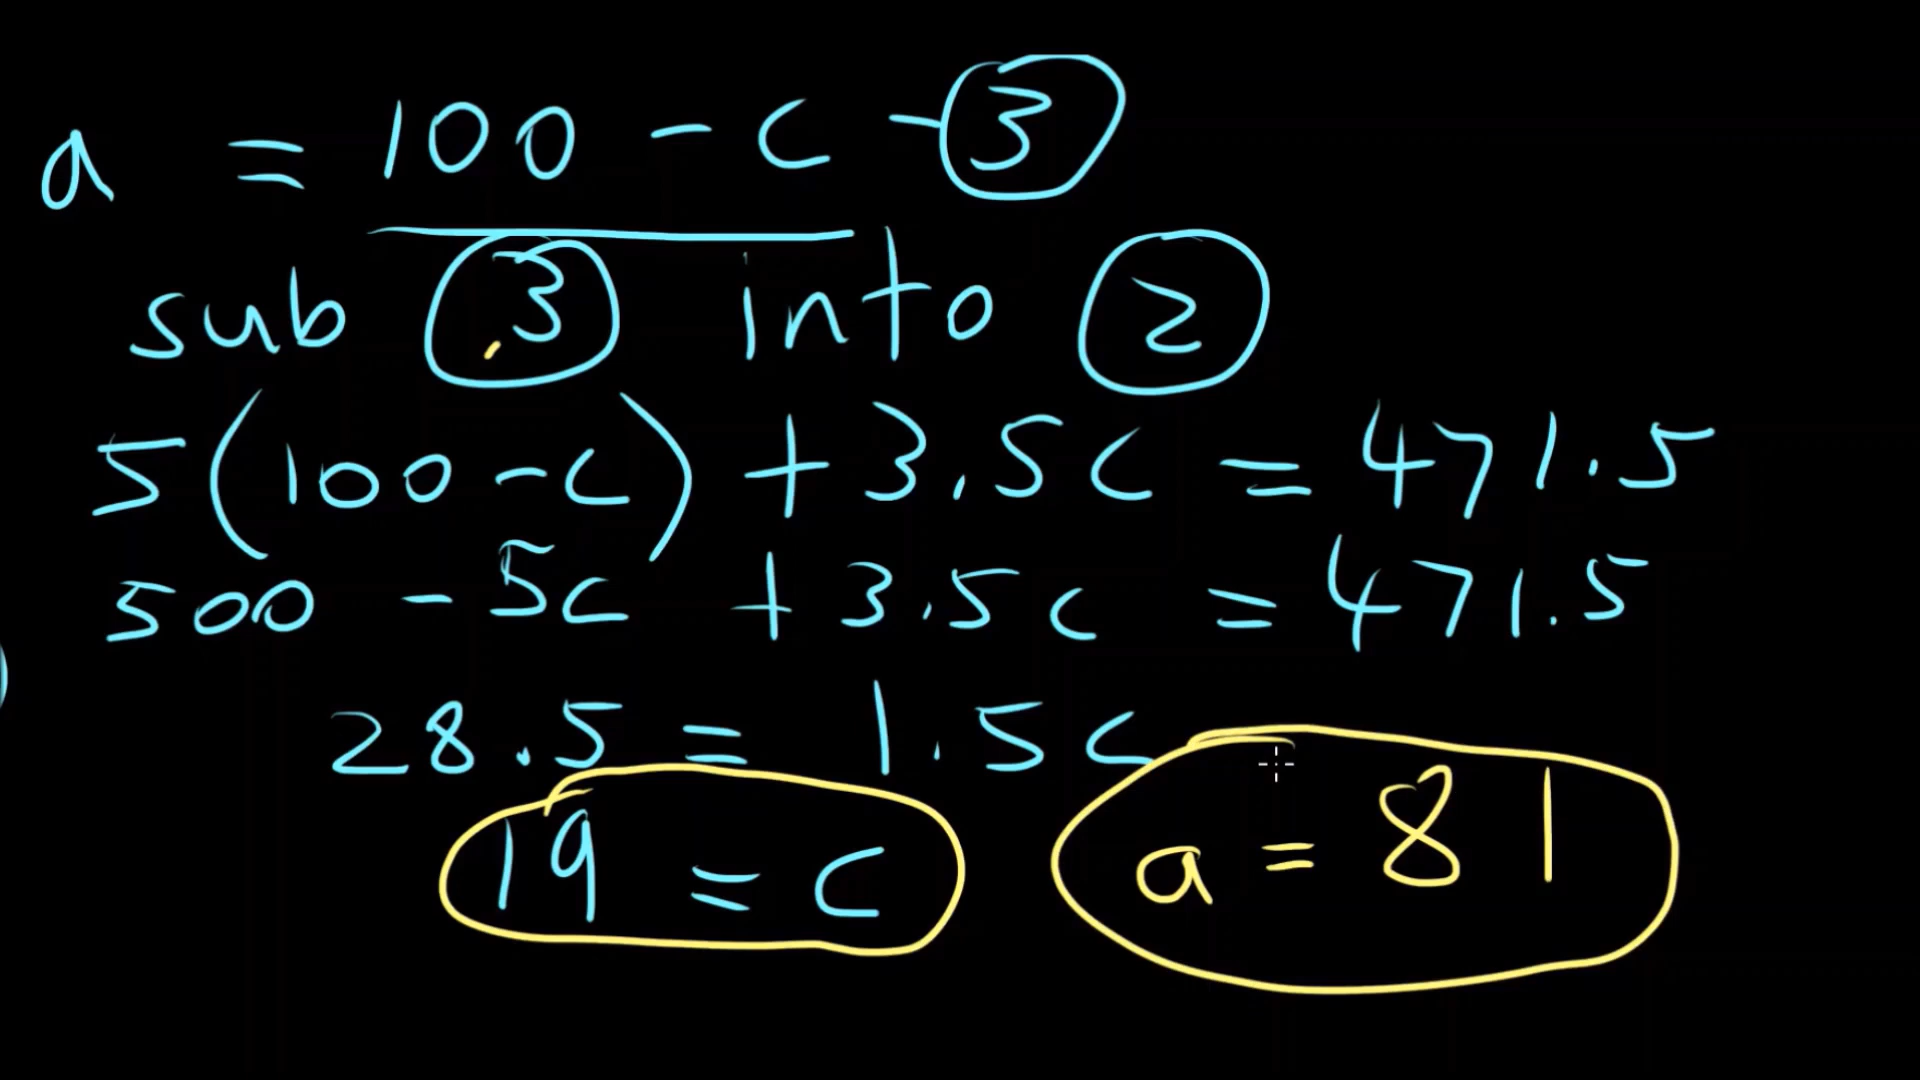 a = 100 - c - 3
sub 3 into 2
5(100 - c) + 3.5c = 471.5
500 - 5c + 3.5c = 471.5
28.5 = 1.5c
19 = c a = 81